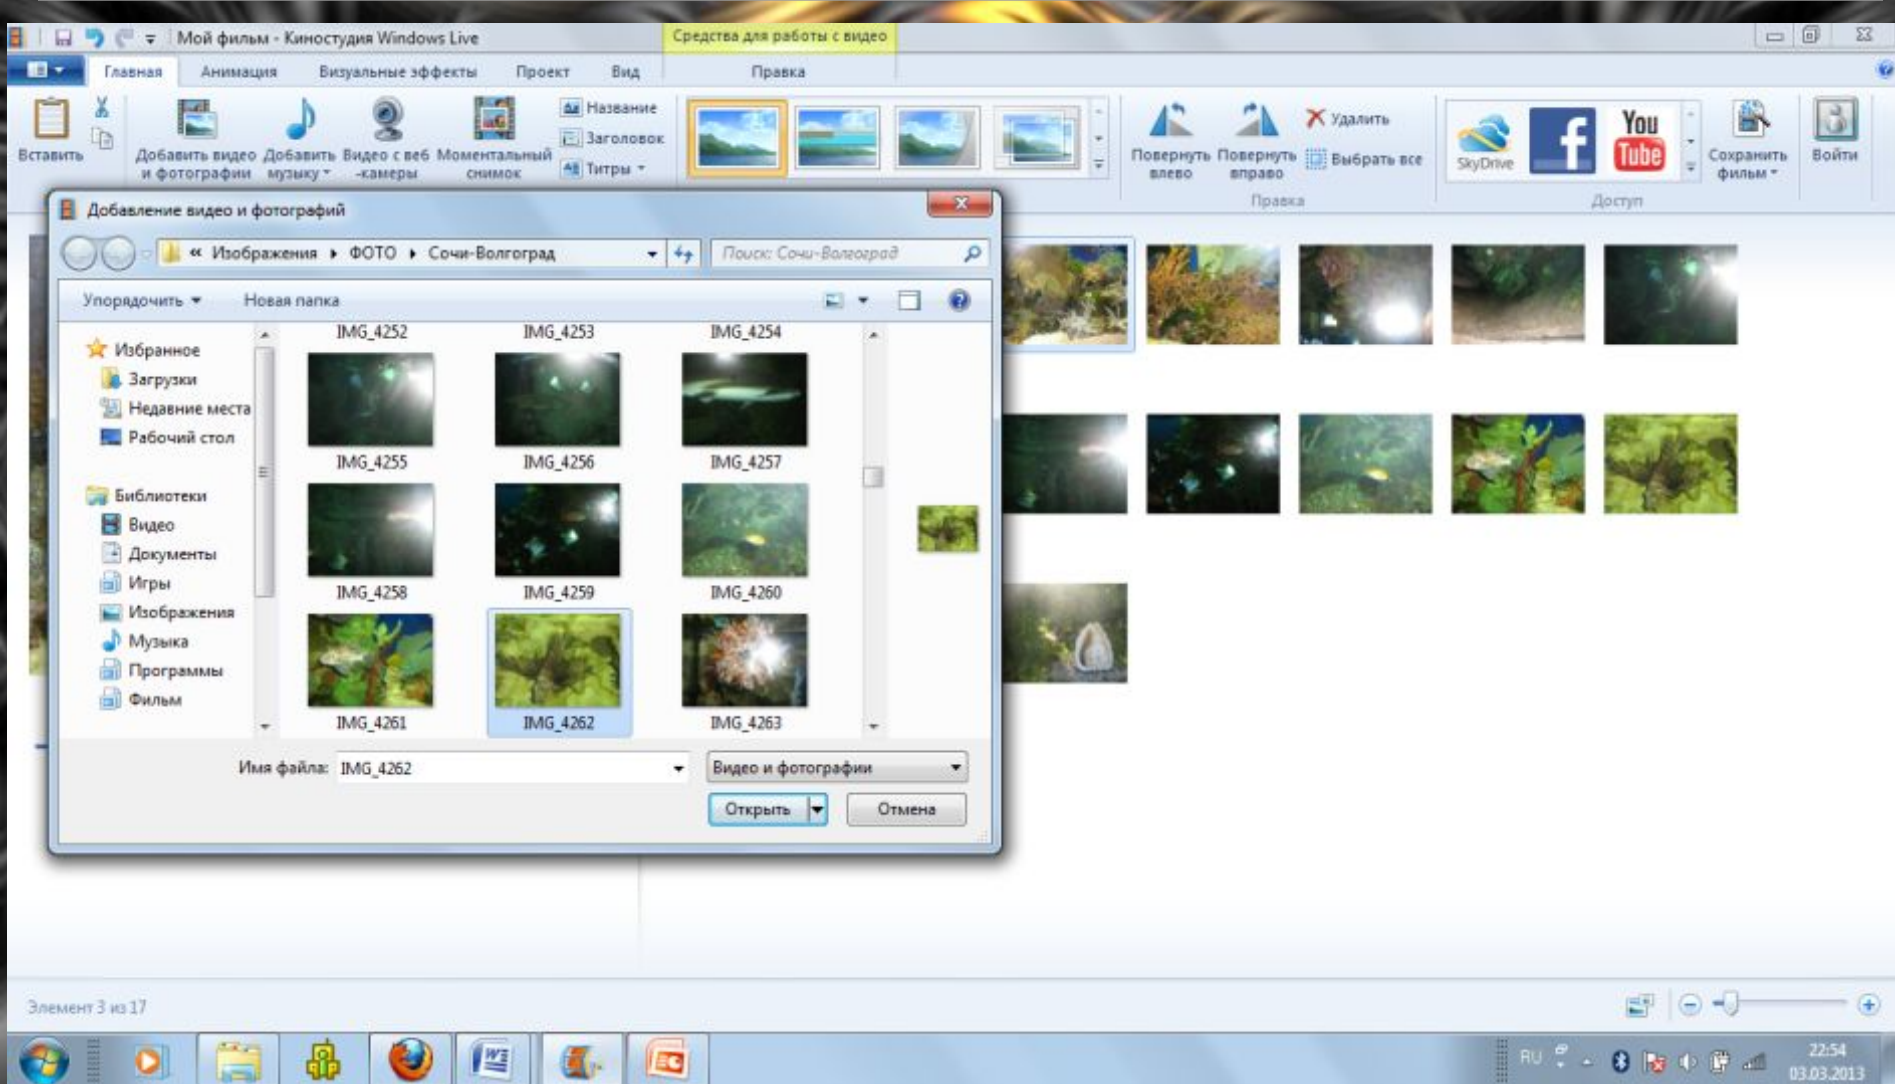 Мой фильм - Киностудия Windows Live
Средства для работы с видео
Главная Анимация Визуальные эффекты Проект Вид Правка
Вставить
Добавить видео и фотографии
Добавить музыку
Видео с веб-камеры
Моментальный снимок
Название
Заголовок
Титры
Повернуть влево
Повернуть вправо
Удалить
Выбрать все
Правка
SkyDrive
f
You Tube
Доступ
Сохранить фильм
Войти
Добавление видео и фотографий
« Изображения ФОТО Сочи-Волгоград
Поиск: Сочи-Волгоград
Упорядочить Новая папка
Избранное
Загрузки
Недавние места
Рабочий стол
Библиотеки
Видео
Документы
Игры
Изображения
Музыка
Программы
Фильм
IMG_4252 IMG_4253 IMG_4254
IMG_4255 IMG_4256 IMG_4257
IMG_4258 IMG_4259 IMG_4260
IMG_4261 IMG_4262 IMG_4263
Имя файла: IMG_4262
Видео и фотографии
Открыть Отмена
Элемент 3 из 17
RU
22:54
03.03.2013